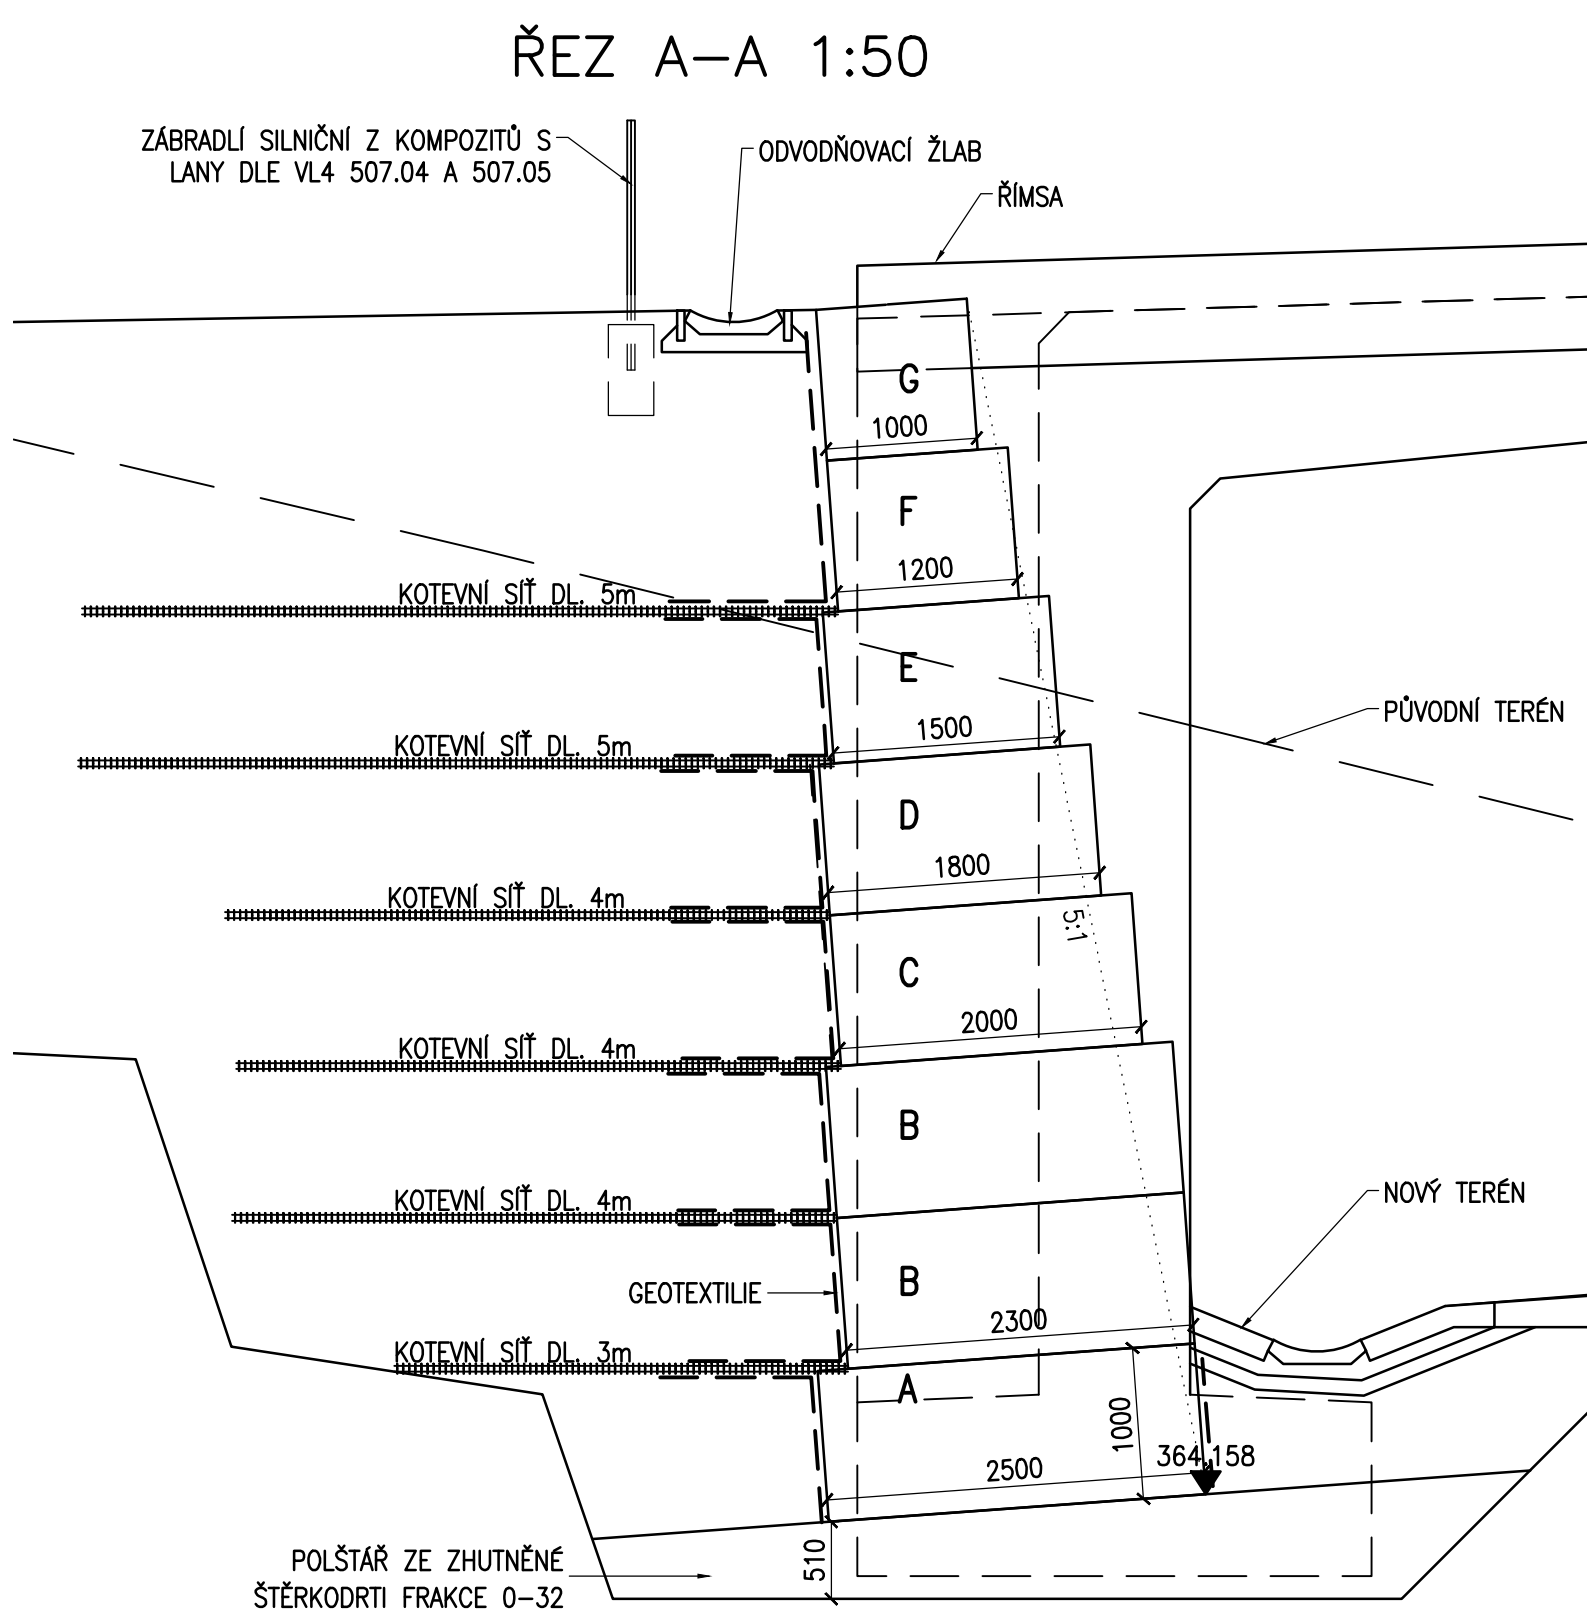 ŘEZ A-A 1:50
ZÁBRADLÍ SILNIČNÍ Z KOMPOZITŮ S
LANY DLE VL4 507.04 A 507.05
ODVODŇOVACÍ ŽLAB
ŘÍMSA
G
1000
F
1200
KOTEVNÍ SÍŤ DL. 5m
E
1500
PŮVODNÍ TERÉN
KOTEVNÍ SÍŤ DL. 5m
D
1800
KOTEVNÍ SÍŤ DL. 4m
5:1
C
2000
KOTEVNÍ SÍŤ DL. 4m
B
KOTEVNÍ SÍŤ DL. 4m
NOVÝ TERÉN
B
GEOTEXTILIE
2300
KOTEVNÍ SÍŤ DL. 3m
A
1000
364,158
2500
510
POLŠTÁŘ ZE ZHUTNĚNÉ
ŠTĚRKODRTI FRAKCE 0-32